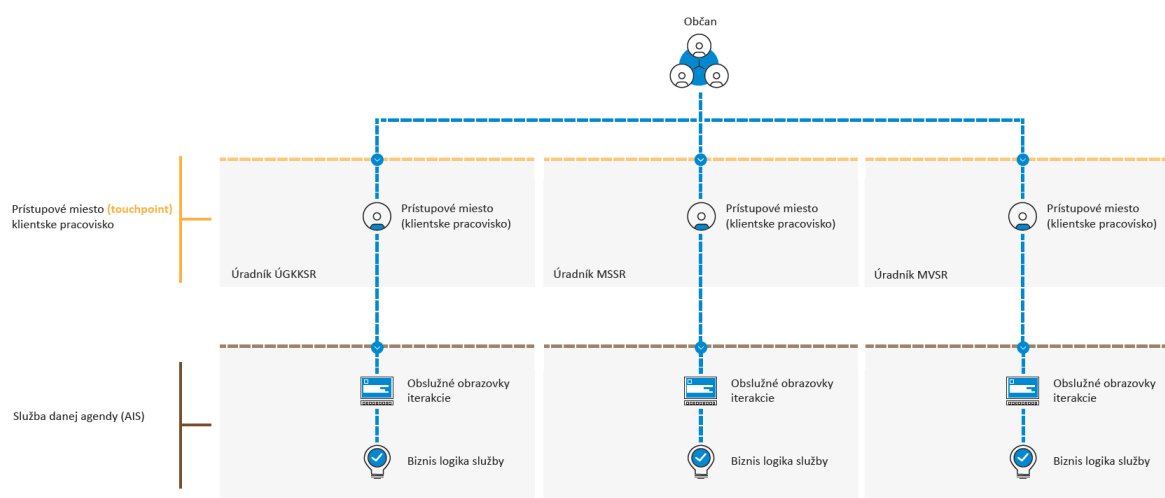 Občan
Prístupové miesto (touchpoint)
klientske pracovisko
Prístupové miesto
(klientske pracovisko)
Úradník ÚGKKSR
Prístupové miesto
(klientske pracovisko)
Úradník MSSR
Prístupové miesto
(klientske pracovisko)
Úradník MVSR
Služba danej agendy (AIS)
Obslužné obrazovky
iterakcie
Biznis logika služby
Obslužné obrazovky
iterakcie
Biznis logika služby
Obslužné obrazovky
iterakcie
Biznis logika služby